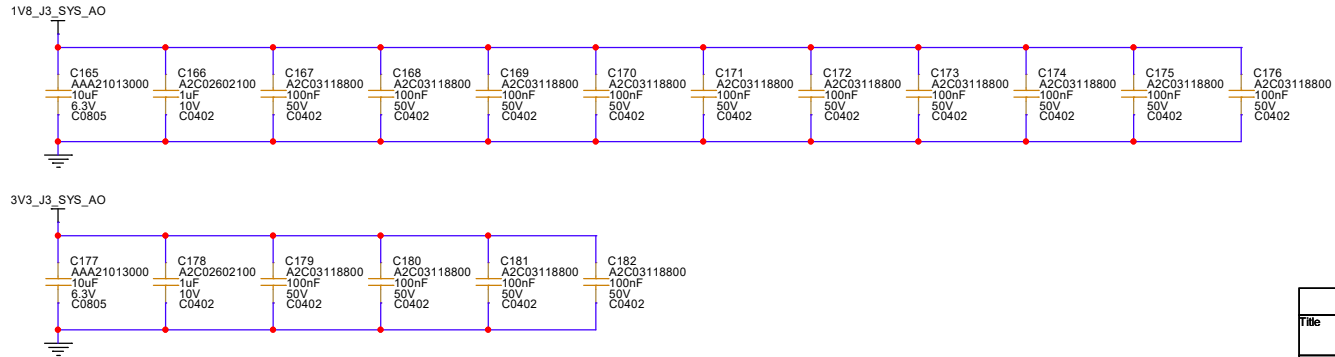 1V8_J3_SYS_AO
C165
AAA21013000
10uF
6.3V
C0805
C166
A2C02602100
1uF
10V
C0402
C167
A2C03118800
100nF
50V
C0402
C168
A2C03118800
100nF
50V
C0402
C169
A2C03118800
100nF
50V
C0402
C170
A2C03118800
100nF
50V
C0402
C171
A2C03118800
100nF
50V
C0402
C172
A2C03118800
100nF
50V
C0402
C173
A2C03118800
100nF
50V
C0402
C174
A2C03118800
100nF
50V
C0402
C175
A2C03118800
100nF
50V
C0402
C176
A2C03118800
100nF
50V
C0402
3V3_J3_SYS_AO
C177
AAA21013000
10uF
6.3V
C0805
C178
A2C02602100
1uF
10V
C0402
C179
A2C03118800
100nF
50V
C0402
C180
A2C03118800
100nF
50V
C0402
C181
A2C03118800
100nF
50V
C0402
C182
A2C03118800
100nF
50V
C0402
Title